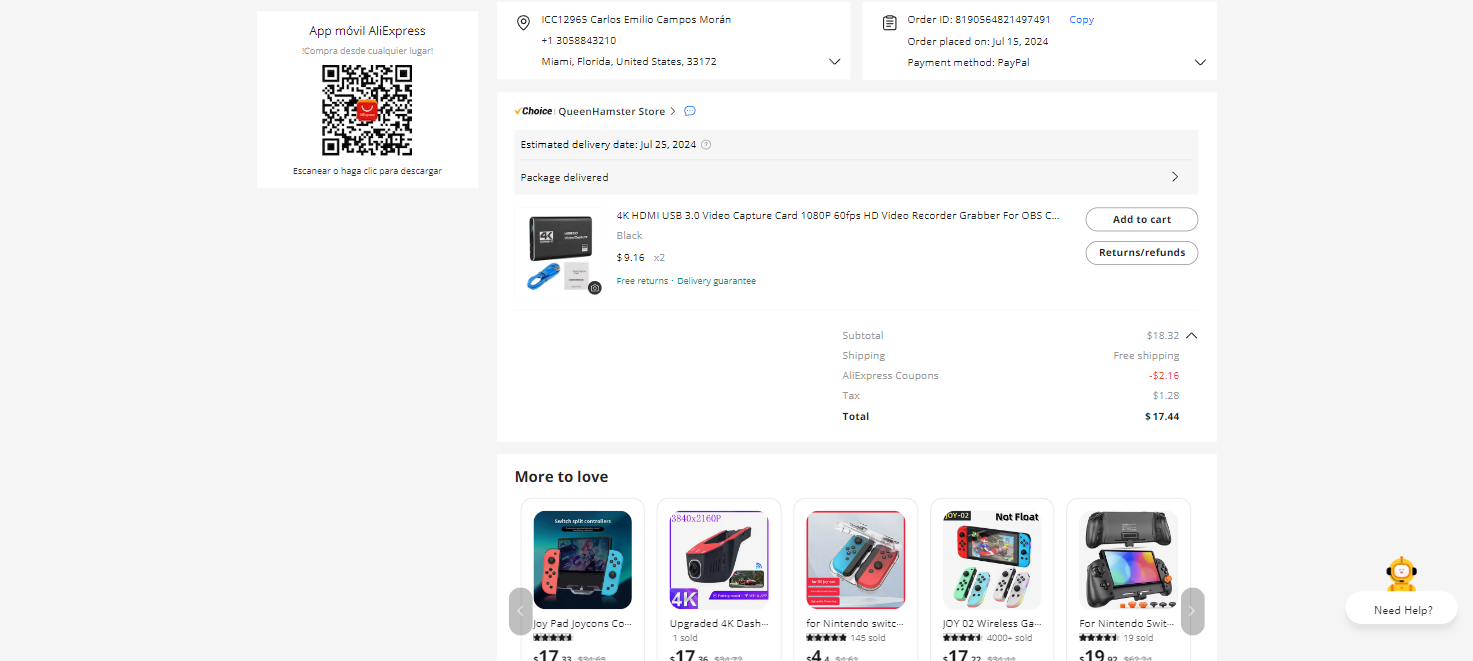 App móvil AliExpress
!Compra desde cualquier lugar!
AliExpress
Escanear o haga clic para descargar
ICC12965 Carlos Emilio Campos Morán
+1 3058843210
Miami, Florida, United States, 33172
Order ID: 8190564821497491 Copy
Order placed on: Jul 15, 2024
Payment method: PayPal
Choice QueenHamster Store
Estimated delivery date: Jul 25, 2024
Package delivered
4K HDMI USB 3.0 Video Capture Card 1080P 60fps HD Video Recorder Grabber For OBS C...
Black
$9.16 x2
Free returns · Delivery guarantee
Add to cart
Returns/refunds
4K
Subtotal $18.32
Shipping Free shipping
AliExpress Coupons -$2.16
Tax $1.28
Total $17.44
More to love
Switch split controllers
Joy Pad Joycons Co...
$17.33 $34.65
3840x2160P
4K
Upgraded 4K Dash...
1 sold
$17.36 $34.72
for Nintendo switc...
145 sold
$4.4 $4.61
JOY-02
Not Float
JOY 02 Wireless Ga...
4000+ sold
$17.22 $34.44
For Nintendo Swit...
19 sold
$19.92 $62.24
Need Help?